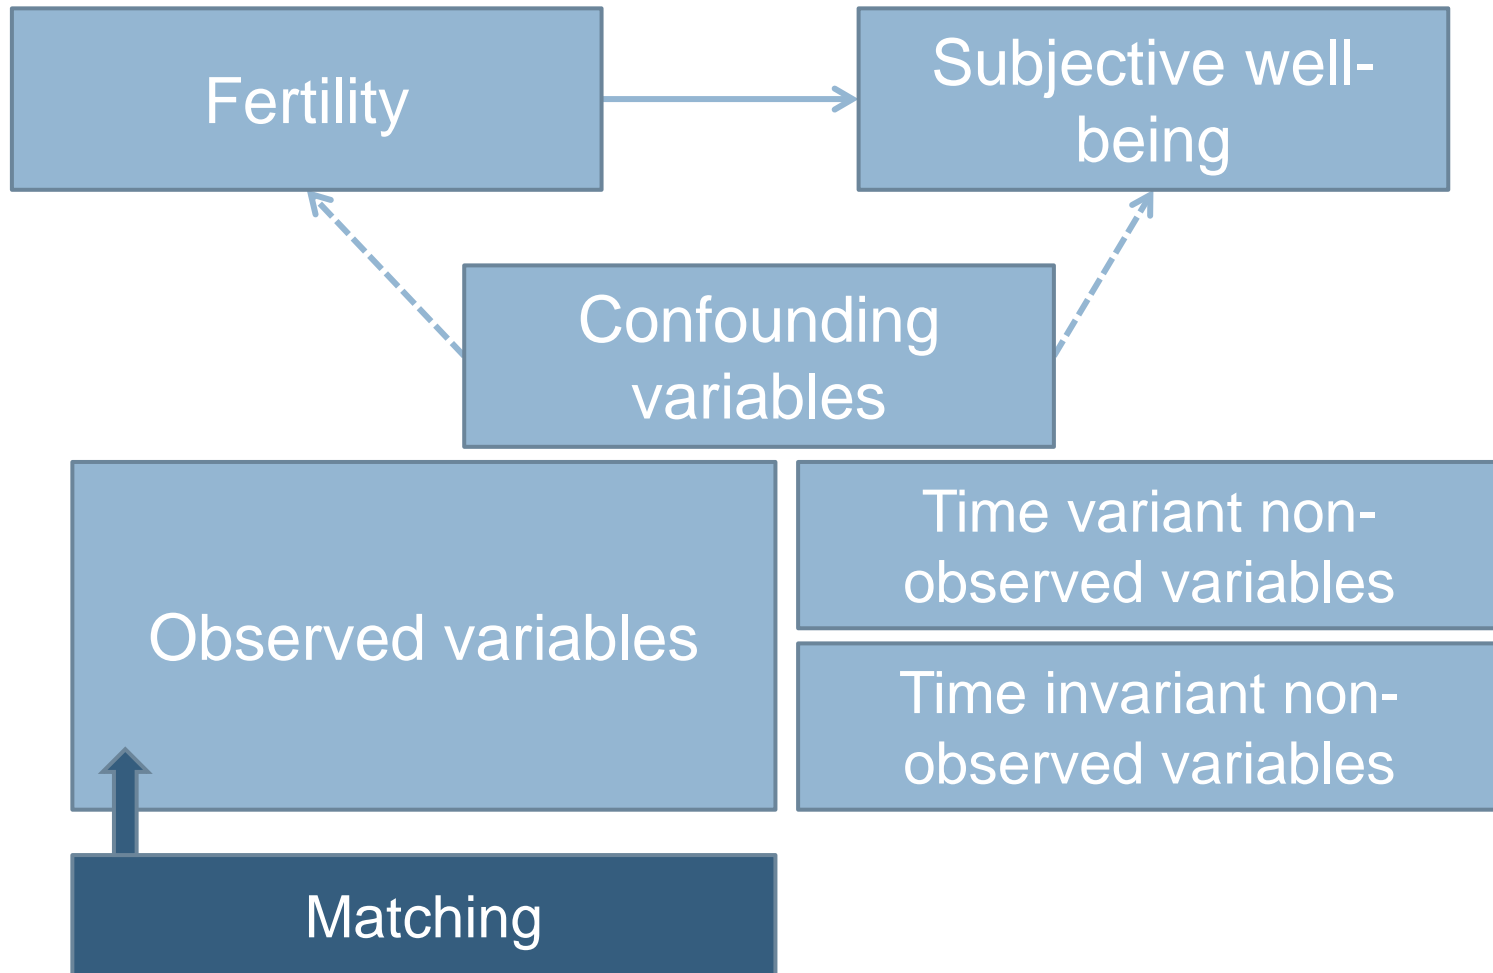 Fertility
Subjective well-
being
Confounding
variables
Observed variables
Time variant non-
observed variables
Time invariant non-
observed variables
Matching